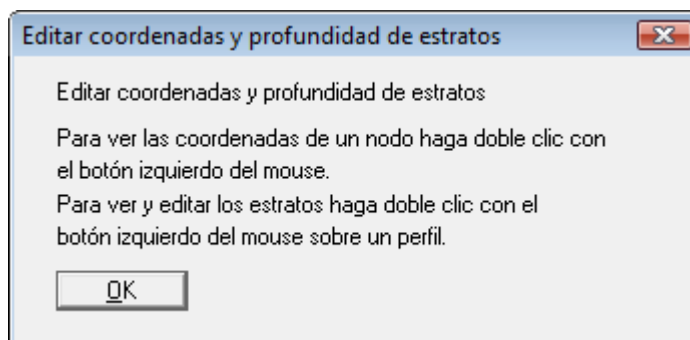 Editar coordenadas y profundidad de estratos
Editar coordenadas y profundidad de estratos
Para ver las coordenadas de un nodo haga doble clic con
el botón izquierdo del mouse.
Para ver y editar los estratos haga doble clic con el
botón izquierdo del mouse sobre un perfil.
OK